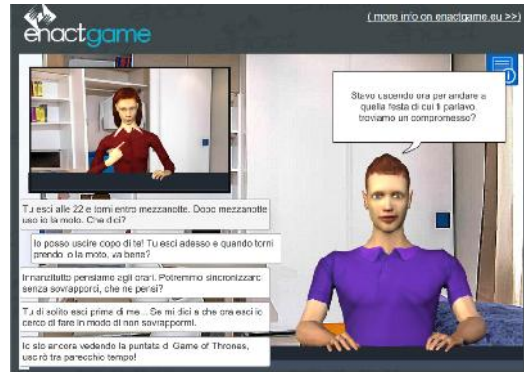 enactgame
( more info on enactgame.eu >>)
Stavo uscendo ora per andare a
quella festa di cui ti parlavo,
troviamo un compromesso?
Tu esci alle 22 e torni entro mezzanotte. Dopo mezzanotte
uso io la moto. Che dici?
Io posso uscire dopo di te! Tu esci adesso e quando torni
prendo io la moto, va bene?
Innanzitutto pensiamo agli orari. Potremmo sincronizzarci
senza sovrapporci, che ne pensi?
Tu di solito esci prima di me... Se mi dici a che ora esci io
cerco di fare in modo di non sovrappormi.
Io sto ancora vedendo la puntata di Game of Thrones,
uscirò tra parecchio tempo!